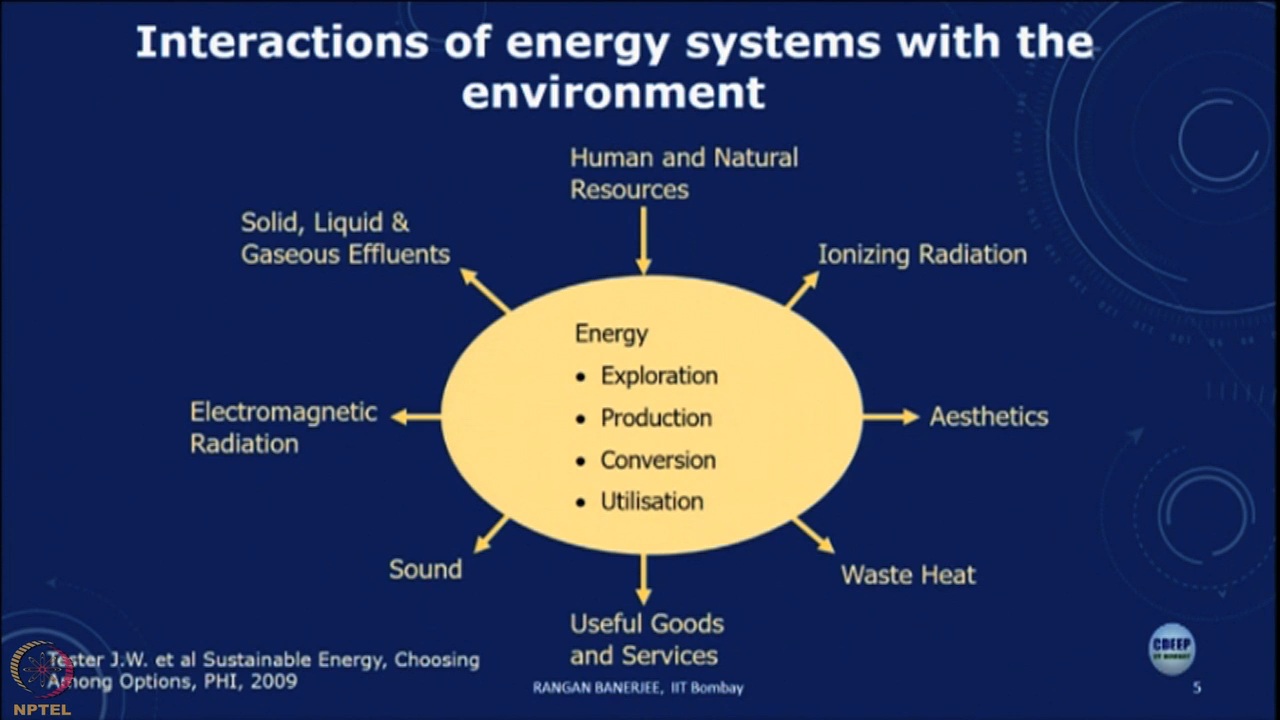 Interactions of energy systems with the
environment
Human and Natural
Resources
Solid, Liquid &
Gaseous Effluents
Ionizing Radiation
Energy
• Exploration
• Production
• Conversion
• Utilisation
Electromagnetic
Radiation
Aesthetics
Sound
Waste Heat
Useful Goods
and Services
Tester J.W. et al Sustainable Energy, Choosing
Among Options, PHI, 2009
NPTEL
RANGAN BANERJEE, IIT Bombay
CDEEP
IIT BOMBAY
5